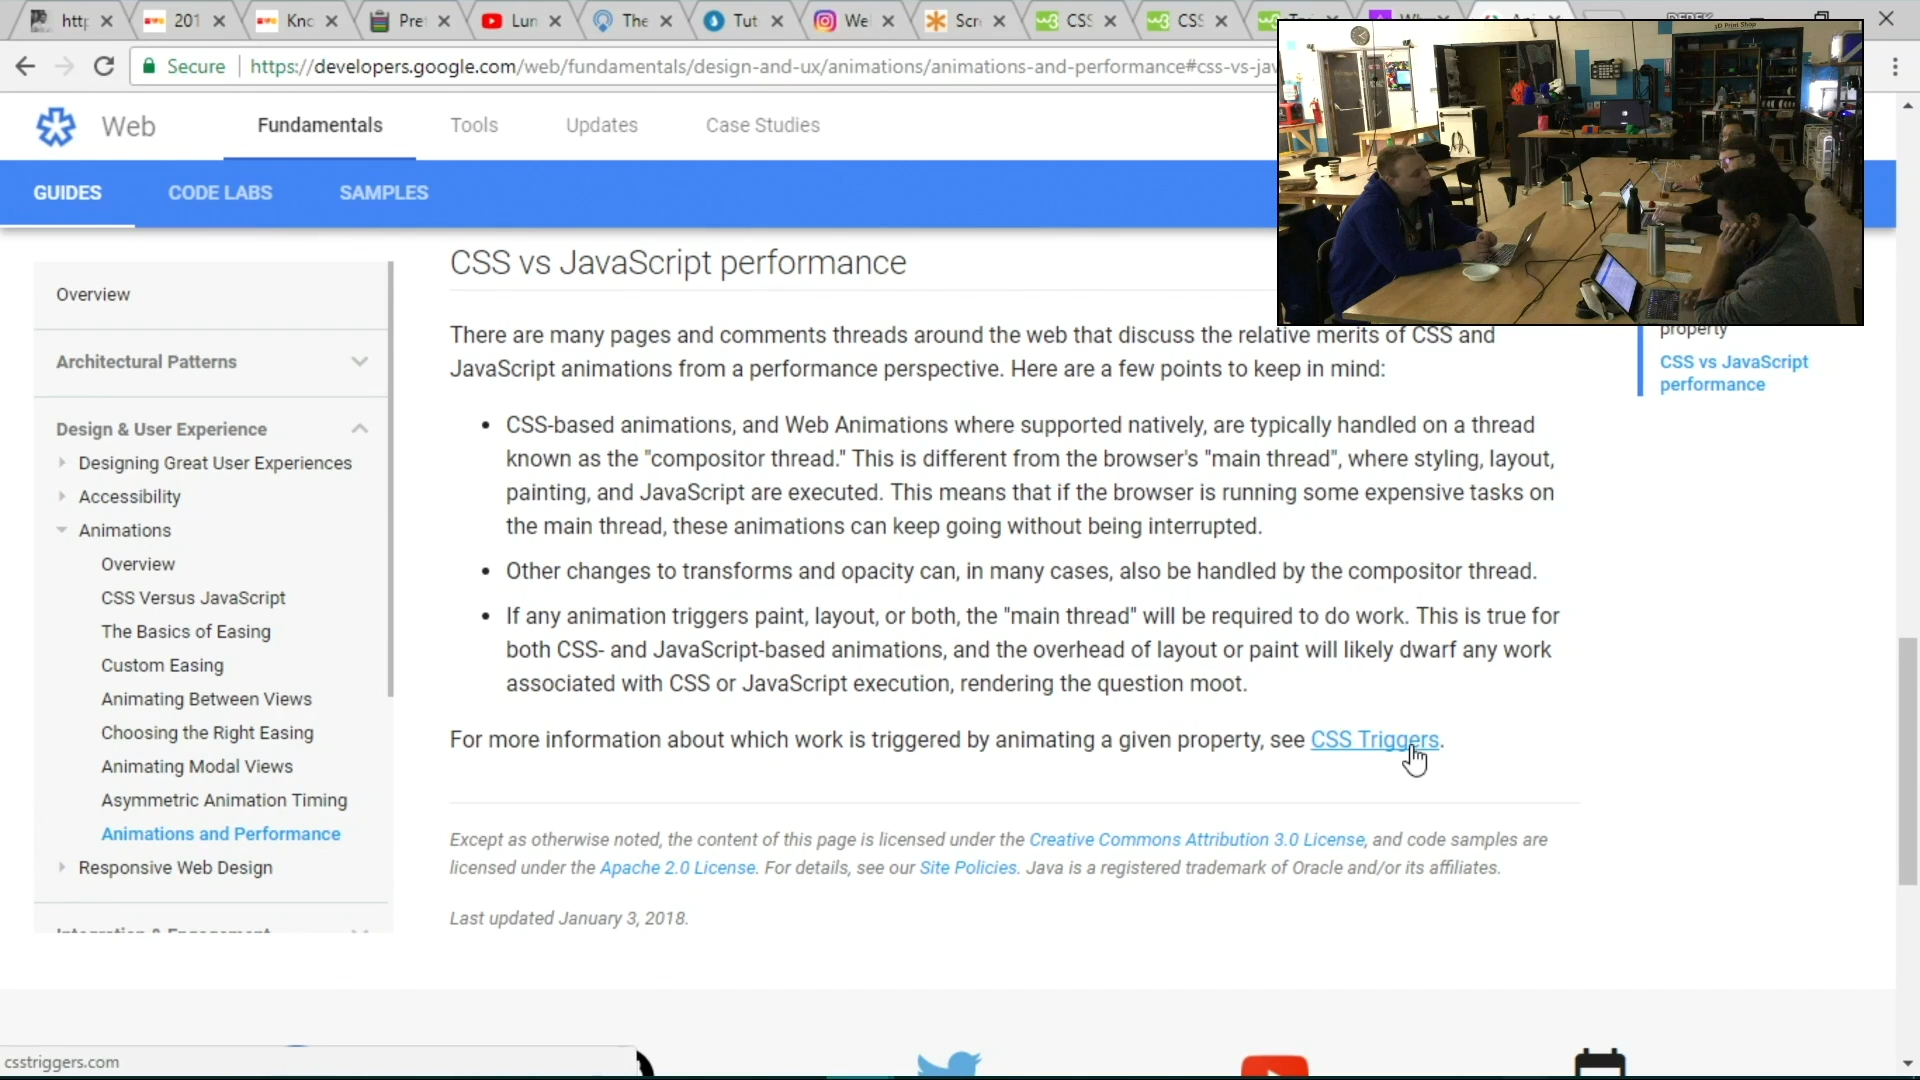 http
201
Kno
Pre
Lun
The
Tut
We
Scr
CSS
CSS
DEREK
Secure
https://developers.google.com/web/fundamentals/design-and-ux/animations/animations-and-performance#css-vs-jav
3D Print Shop
Web
Fundamentals
Tools
Updates
Case Studies
GUIDES
CODE LABS
SAMPLES
Overview
Architectural Patterns
Design & User Experience
Designing Great User Experiences
Accessibility
Animations
Overview
CSS Versus JavaScript
The Basics of Easing
Custom Easing
Animating Between Views
Choosing the Right Easing
Animating Modal Views
Asymmetric Animation Timing
Animations and Performance
Responsive Web Design
Integration & Engagement
CSS vs JavaScript performance
There are many pages and comments threads around the web that discuss the relative merits of CSS and
JavaScript animations from a performance perspective. Here are a few points to keep in mind:
• CSS-based animations, and Web Animations where supported natively, are typically handled on a thread
known as the "compositor thread." This is different from the browser's "main thread", where styling, layout,
painting, and JavaScript are executed. This means that if the browser is running some expensive tasks on
the main thread, these animations can keep going without being interrupted.
• Other changes to transforms and opacity can, in many cases, also be handled by the compositor thread.
• If any animation triggers paint, layout, or both, the "main thread" will be required to do work. This is true for
both CSS- and JavaScript-based animations, and the overhead of layout or paint will likely dwarf any work
associated with CSS or JavaScript execution, rendering the question moot.
For more information about which work is triggered by animating a given property, see CSS Triggers.
Except as otherwise noted, the content of this page is licensed under the Creative Commons Attribution 3.0 License, and code samples are
licensed under the Apache 2.0 License. For details, see our Site Policies. Java is a registered trademark of Oracle and/or its affiliates.
Last updated January 3, 2018.
property
CSS vs JavaScript
performance
csstriggers.com